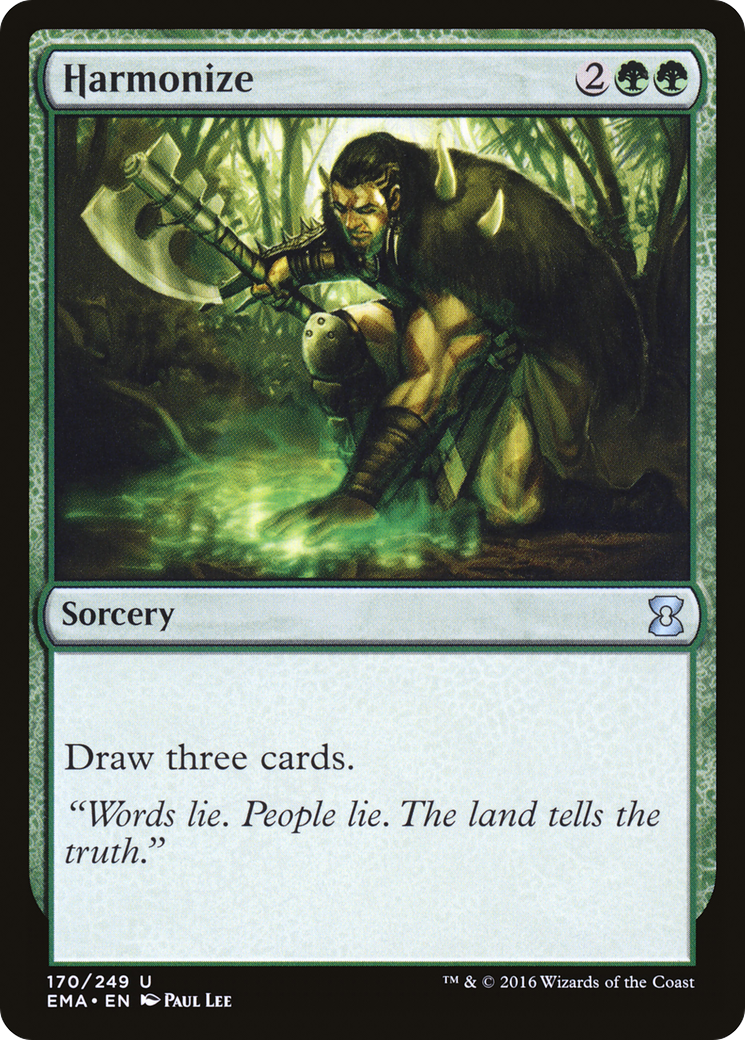 Harmonize 2
Sorcery
Draw three cards.
“Words lie. People lie. The land tells the
truth.”
170/249 U
EMA • EN PAUL LEE
™ & © 2016 Wizards of the Coast